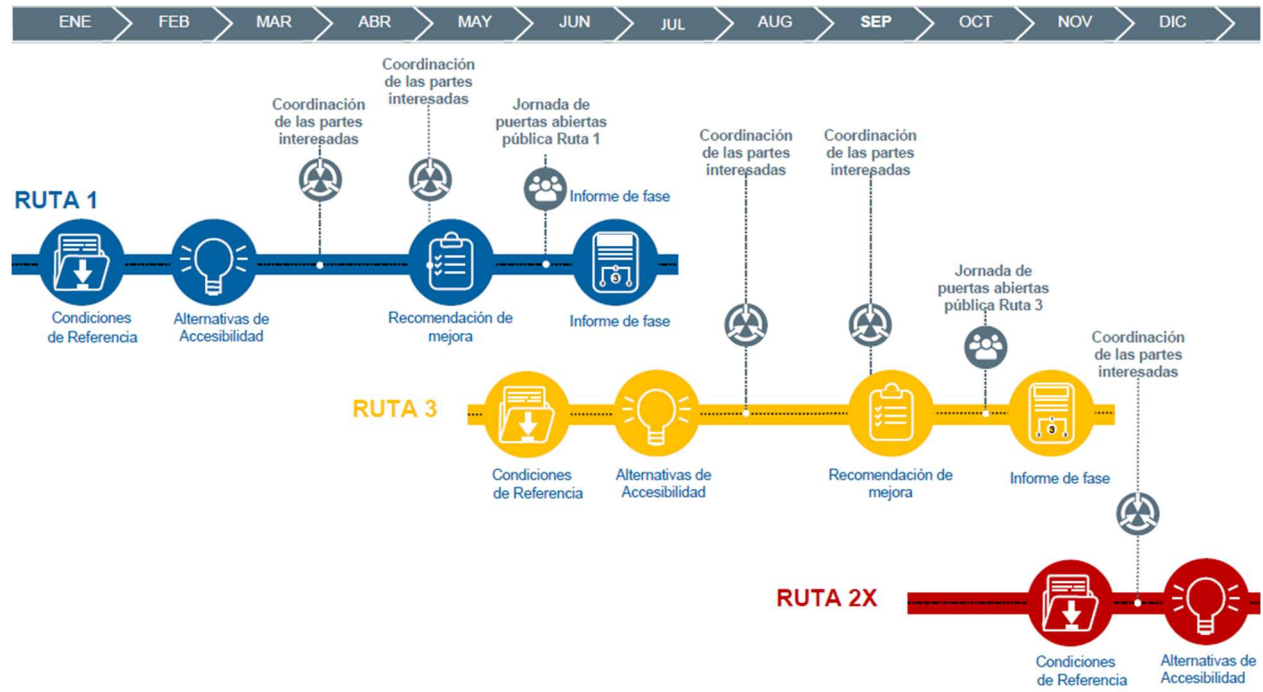 ENE FEB MAR ABR MAY JUN JUL AUG SEP OCT NOV DIC
Coordinación
de las partes
interesadas
Coordinación
de las partes
interesadas
Jornada de
puertas abiertas
pública Ruta 1
Informe de fase
RUTA 1
Condiciones
de Referencia
Alternativas de
Accesibilidad
Recomendación de
mejora
3
Informe de fase
Coordinación
de las partes
interesadas
Coordinación
de las partes
interesadas
Jornada de
puertas abiertas
pública Ruta 3
RUTA 3
Condiciones
de Referencia
Alternativas de
Accesibilidad
Recomendación de
mejora
3
Informe de fase
Coordinación
de las partes
interesadas
RUTA 2X
Condiciones
de Referencia
Alternativas de
Accesibilidad